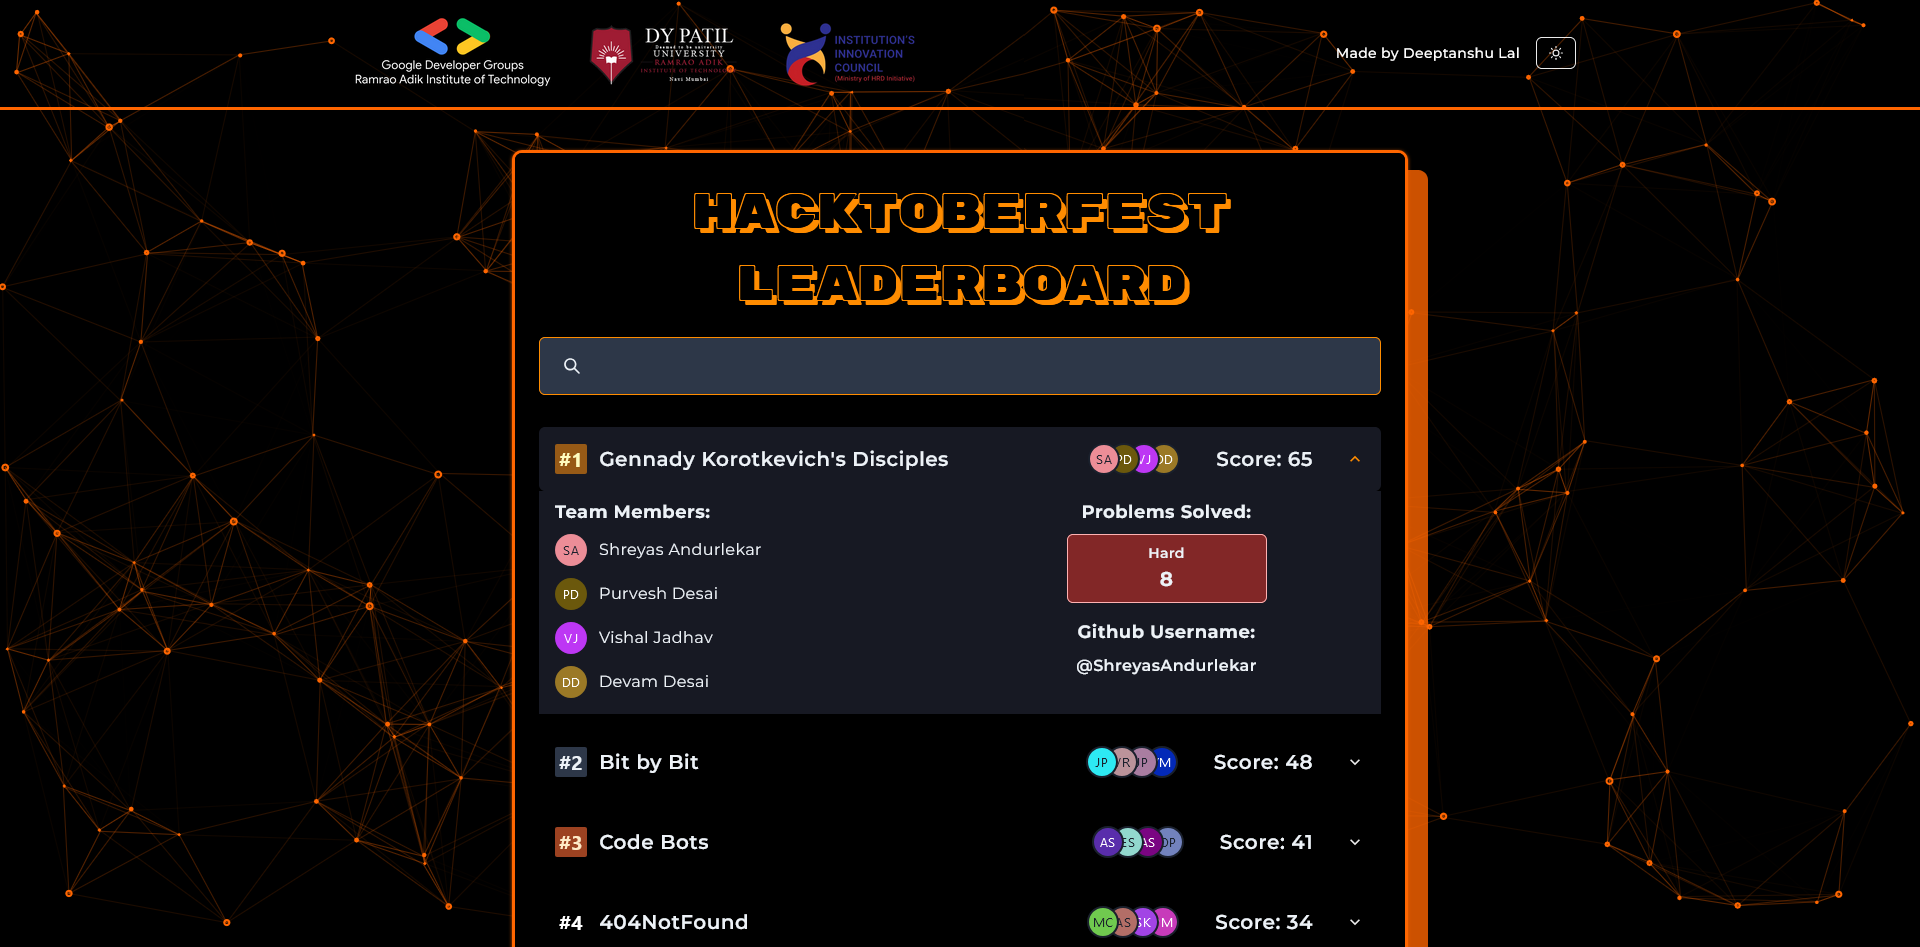 Google Developer Groups
Ramrao Adik Institute of Technology
DY PATIL
Deemed to be university
UNIVERSITY
RAMRAO ADIK
INSTITUTE OF TECHNOLOGY
Navi Mumbai
INSTITUTION'S
INNOVATION
COUNCIL
(Ministry of HRD Initiative)
Made by Deeptanshu Lal
HACKTOBERFEST
LEADERBOARD
#1 Gennady Korotkevich's Disciples SA PD VJ DD Score: 65
Team Members:
SA Shreyas Andurlekar
PD Purvesh Desai
VJ Vishal Jadhav
DD Devam Desai
Problems Solved:
Hard
8
Github Username:
@ShreyasAndurlekar
#2 Bit by Bit JP Score: 48
#3 Code Bots AS ES AS DP Score: 41
#4 404NotFound MC AS SK Score: 34